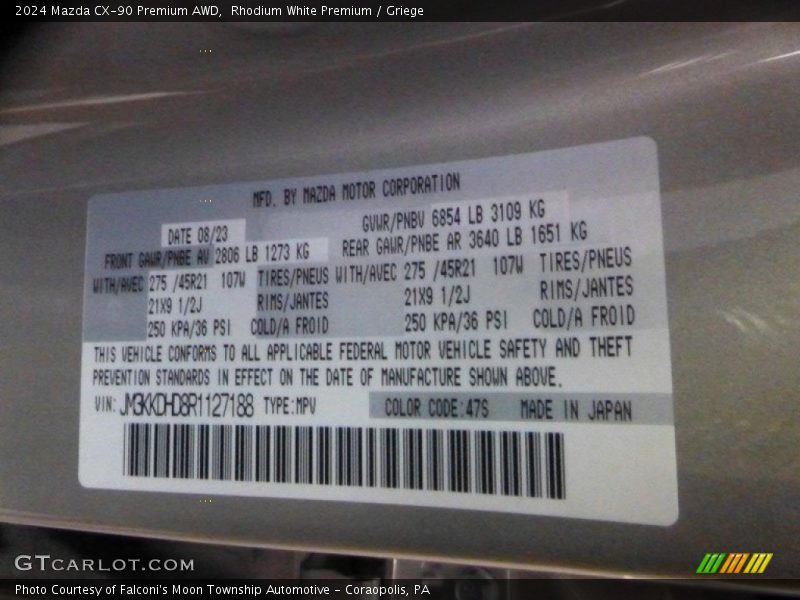 2024 Mazda CX-90 Premium AWD, Rhodium White Premium / Griege
MFD. BY MAZDA MOTOR CORPORATION
DATE 08/23 GVWR/PNBV 6854 LB 3109 KG
FRONT GAWR/PNBE AV 2806 LB 1273 KG REAR GAWR/PNBE AR 3640 LB 1651 KG
WITH/AVEC 275 /45R21 107W TIRES/PNEUS WITH/AVEC 275 /45R21 107W TIRES/PNEUS
21X9 1/2J RIMS/JANTES 21X9 1/2J RIMS/JANTES
250 KPA/36 PSI COLD/A FROID 250 KPA/36 PSI COLD/A FROID
THIS VEHICLE CONFORMS TO ALL APPLICABLE FEDERAL MOTOR VEHICLE SAFETY AND THEFT
PREVENTION STANDARDS IN EFFECT ON THE DATE OF MANUFACTURE SHOWN ABOVE.
VIN: JM3KKDHD8R1127188 TYPE:MPV COLOR CODE:47S MADE IN JAPAN
GTCARLOT.COM
Photo Courtesy of Falconi's Moon Township Automotive - Coraopolis, PA